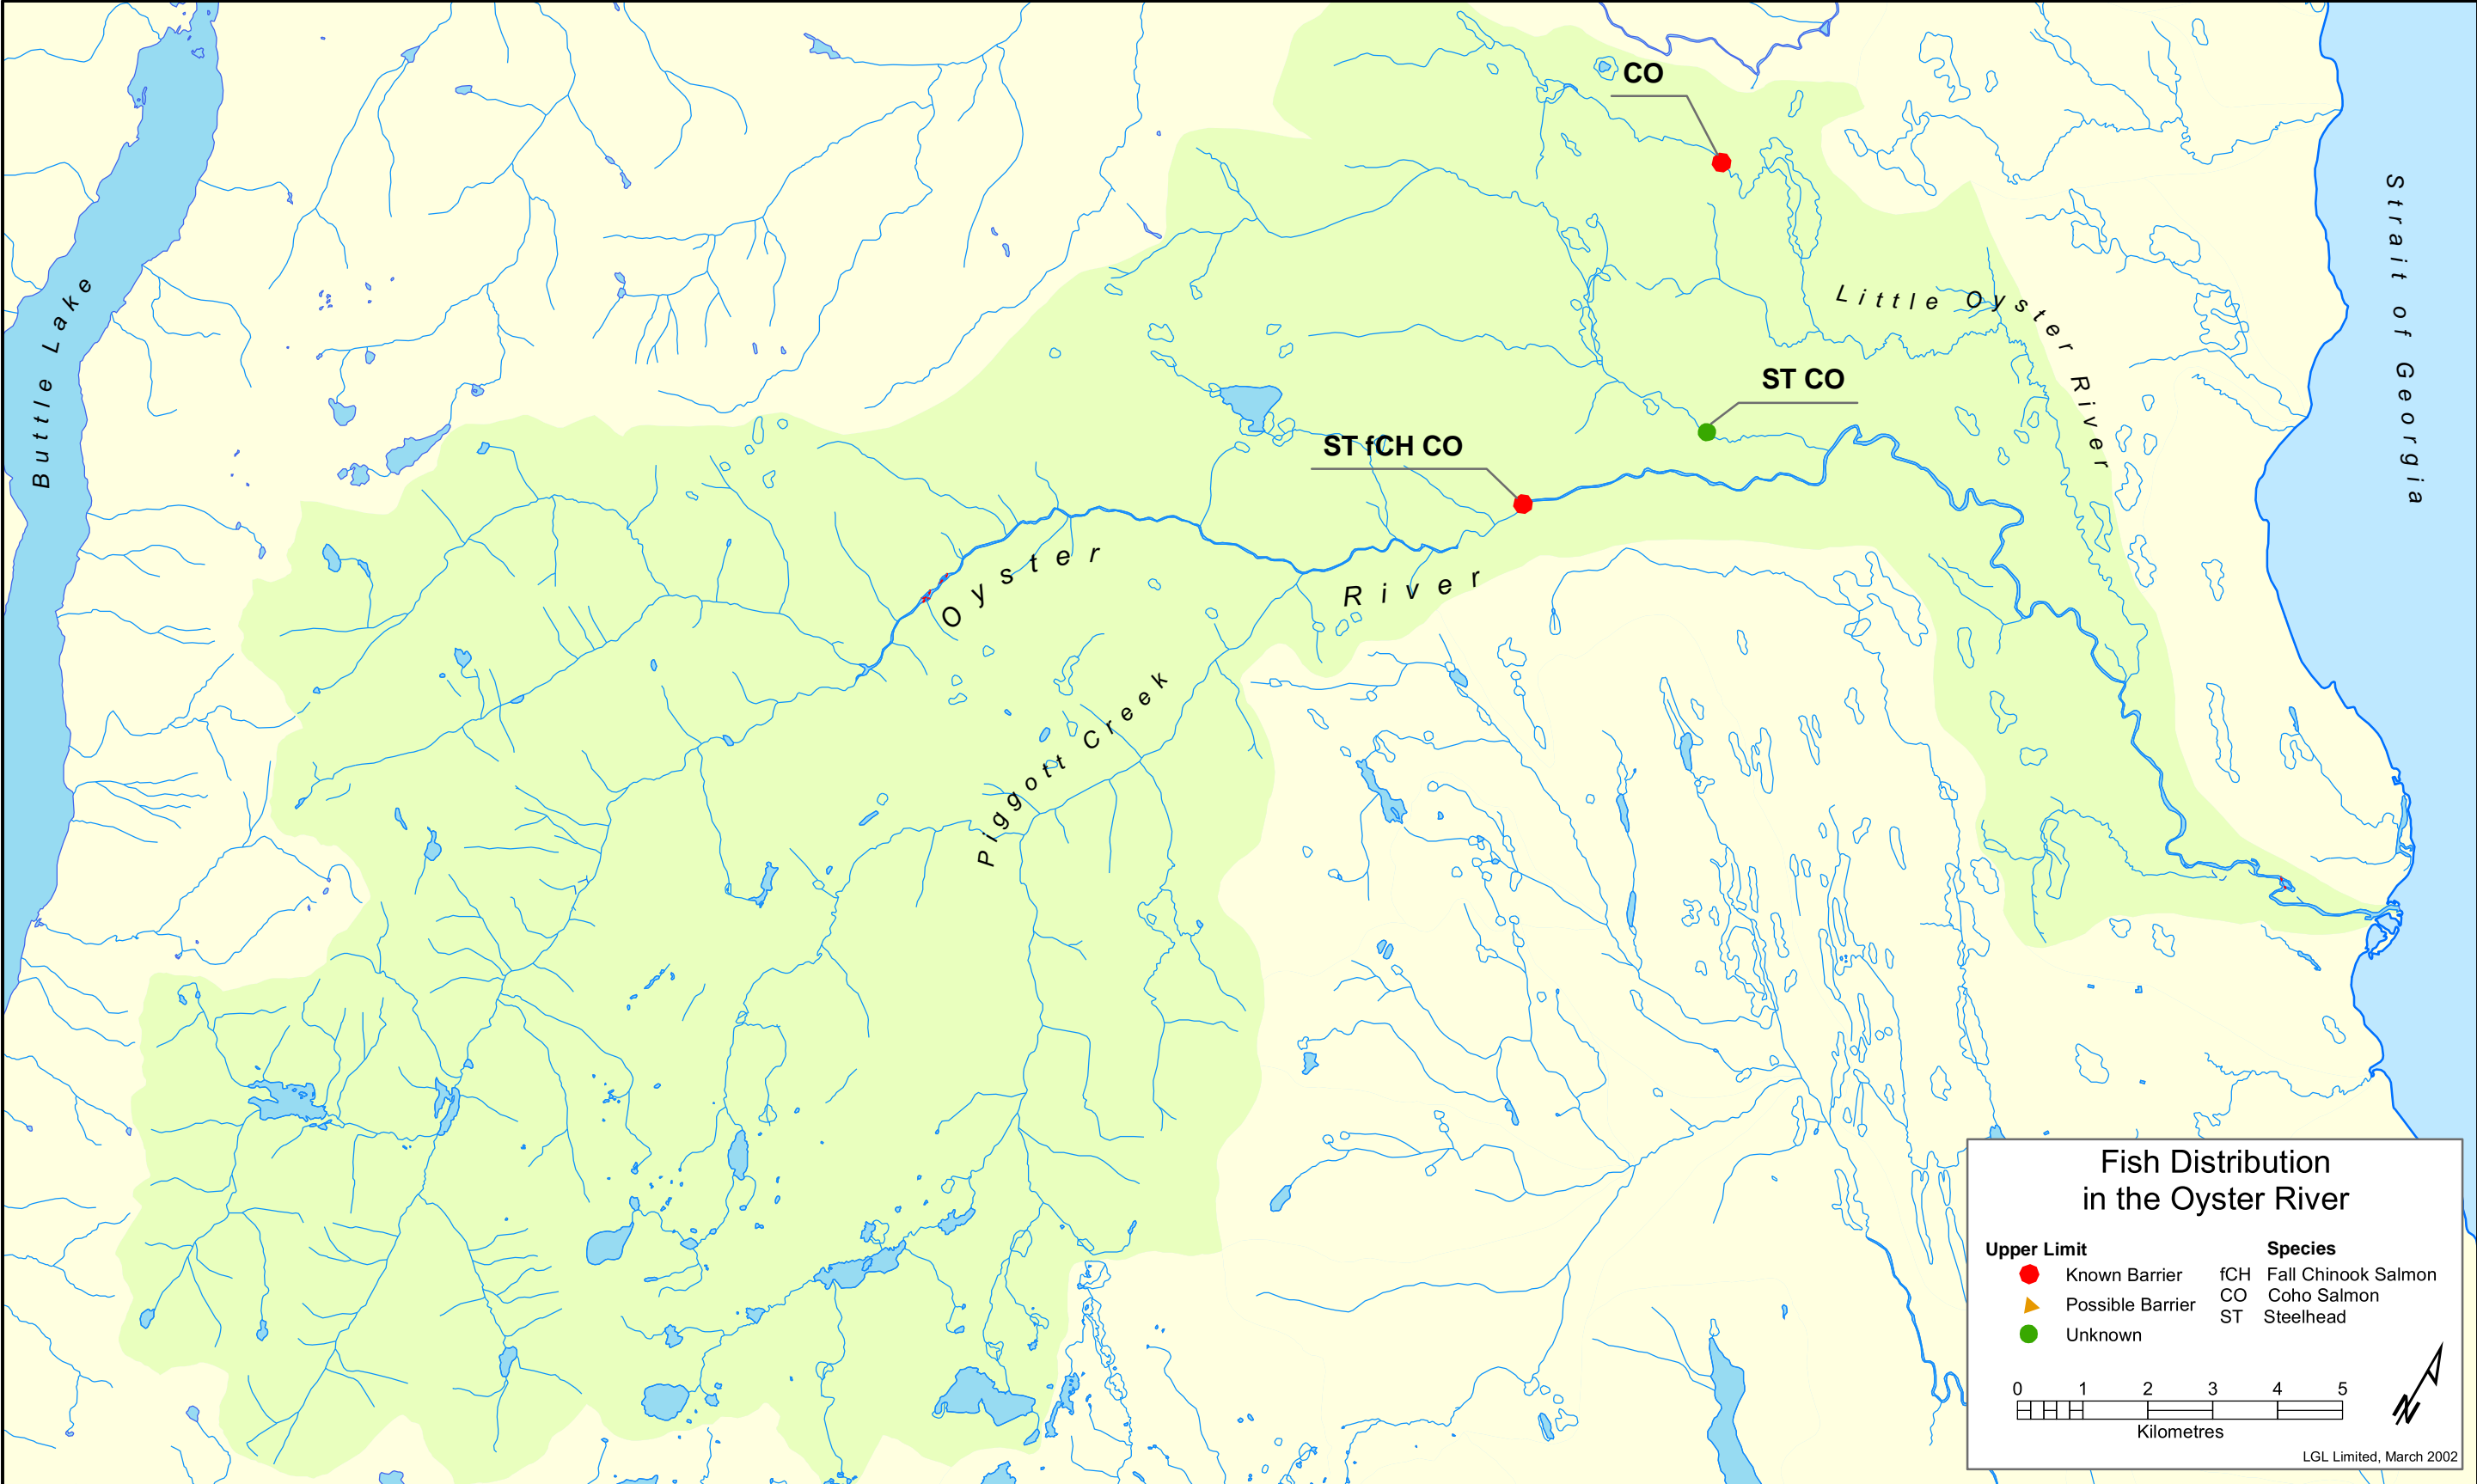 CO
Strait of Georgia
Buttle Lake
Little Oyster River
ST CO
ST fCH CO
Oyster River
Piggott Creek
Fish Distribution
in the Oyster River
Upper Limit
Known Barrier
Possible Barrier
Unknown
Species
fCH Fall Chinook Salmon
CO Coho Salmon
ST Steelhead
0 1 2 3 4 5
Kilometres
N
LGL Limited, March 2002